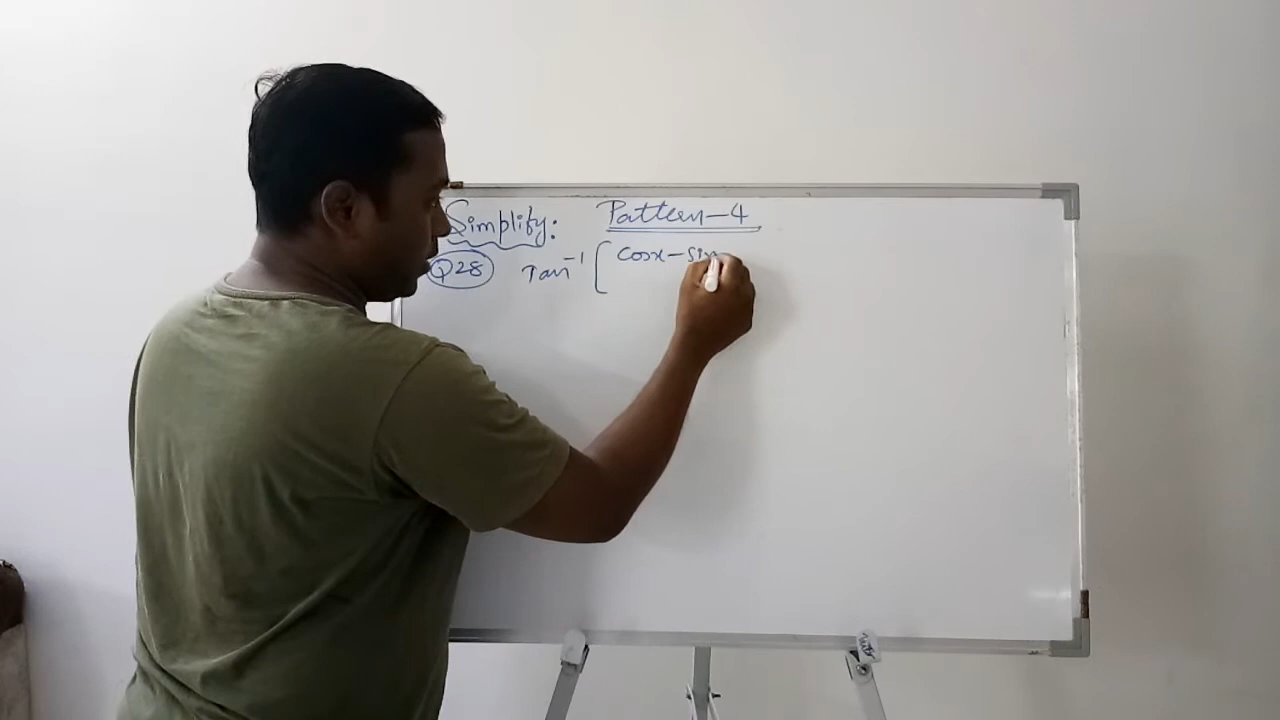 Simplify: Pattern-4
Q28 Tan⁻¹ [ Cosx - Sin